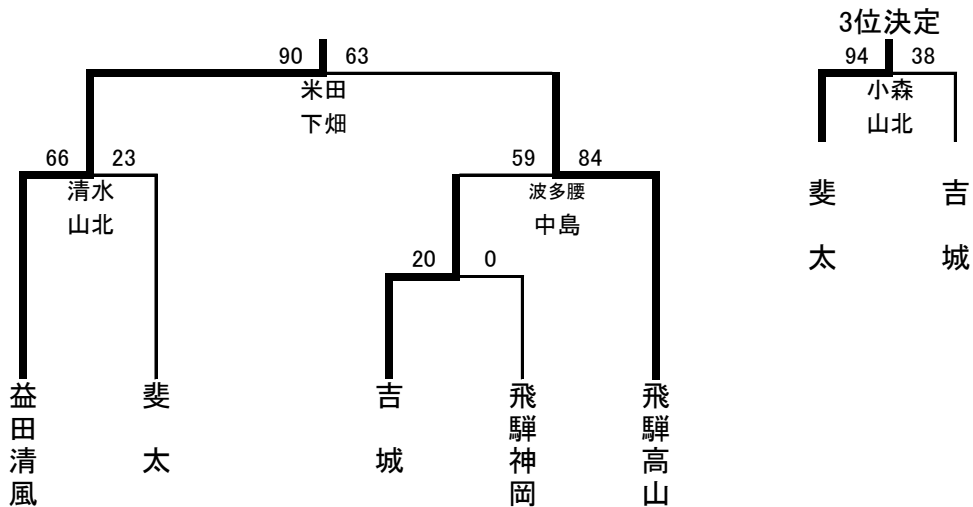 3位決定
90 63
94 38
米田
下畑
小森
山北
66 23
59 84
清水
山北
波多腰
中島
斐太
吉城
20 0
益田清風
斐太
吉城
飛騨神岡
飛騨高山